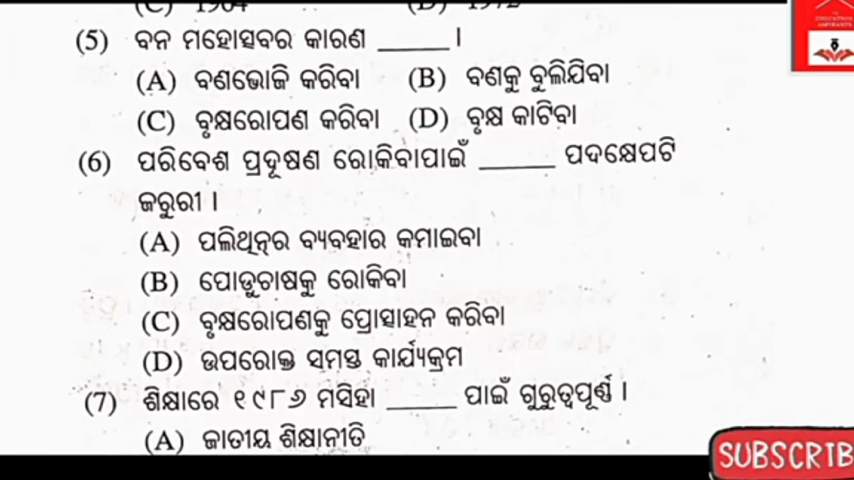 (C) 1964 (D) 1972
(5) ବନ ମହୋତ୍ସବର କାରଣ ______ ।
(A) ବଣଭୋଜି କରିବା (B) ବଣକୁ ବୁଲିଯିବା
(C) ବୃକ୍ଷରୋପଣ କରିବା (D) ବୃକ୍ଷ କାଟିବା
(6) ପରିବେଶ ପ୍ରଦୂଷଣ ରୋକିବାପାଇଁ ______ ପଦକ୍ଷେପଟି
ଜରୁରୀ ।
(A) ପଲିଥିନ୍‌ର ବ୍ୟବହାର କମାଇବା
(B) ପୋଡୁଚାଷକୁ ରୋକିବା
(C) ବୃକ୍ଷରୋପଣକୁ ପ୍ରୋତ୍ସାହନ କରିବା
(D) ଉପରୋକ୍ତ ସମସ୍ତ କାର୍ଯ୍ୟକ୍ରମ
(7) ଶିକ୍ଷାରେ ୧୯୮୬ ମସିହା ______ ପାଇଁ ଗୁରୁତ୍ୱପୂର୍ଣ୍ଣ ।
(A) ଜାତୀୟ ଶିକ୍ଷାନୀତି
SUBSCRIB